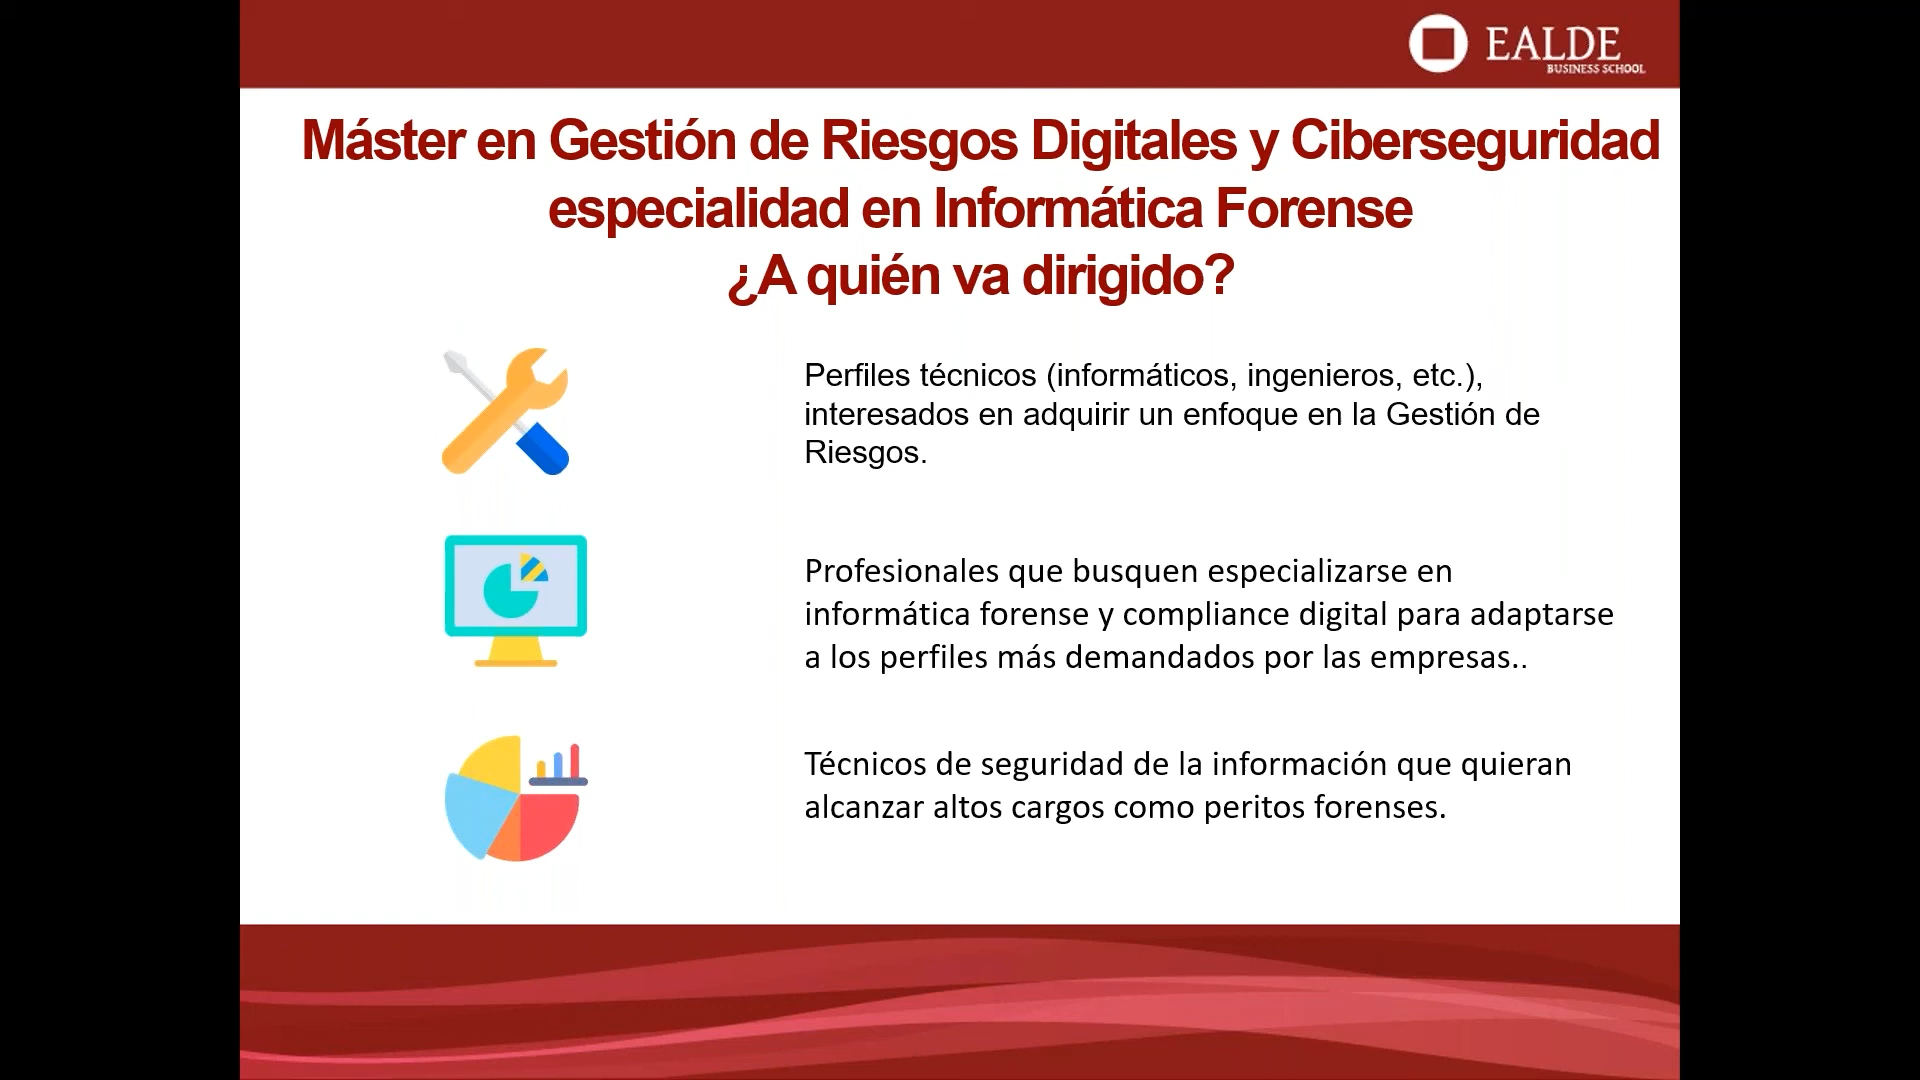 EALDE
BUSINESS SCHOOL
Máster en Gestión de Riesgos Digitales y Ciberseguridad
especialidad en Informática Forense
¿A quién va dirigido?
Perfiles técnicos (informáticos, ingenieros, etc.),
interesados en adquirir un enfoque en la Gestión de
Riesgos.
Profesionales que busquen especializarse en
informática forense y compliance digital para adaptarse
a los perfiles más demandados por las empresas..
Técnicos de seguridad de la información que quieran
alcanzar altos cargos como peritos forenses.